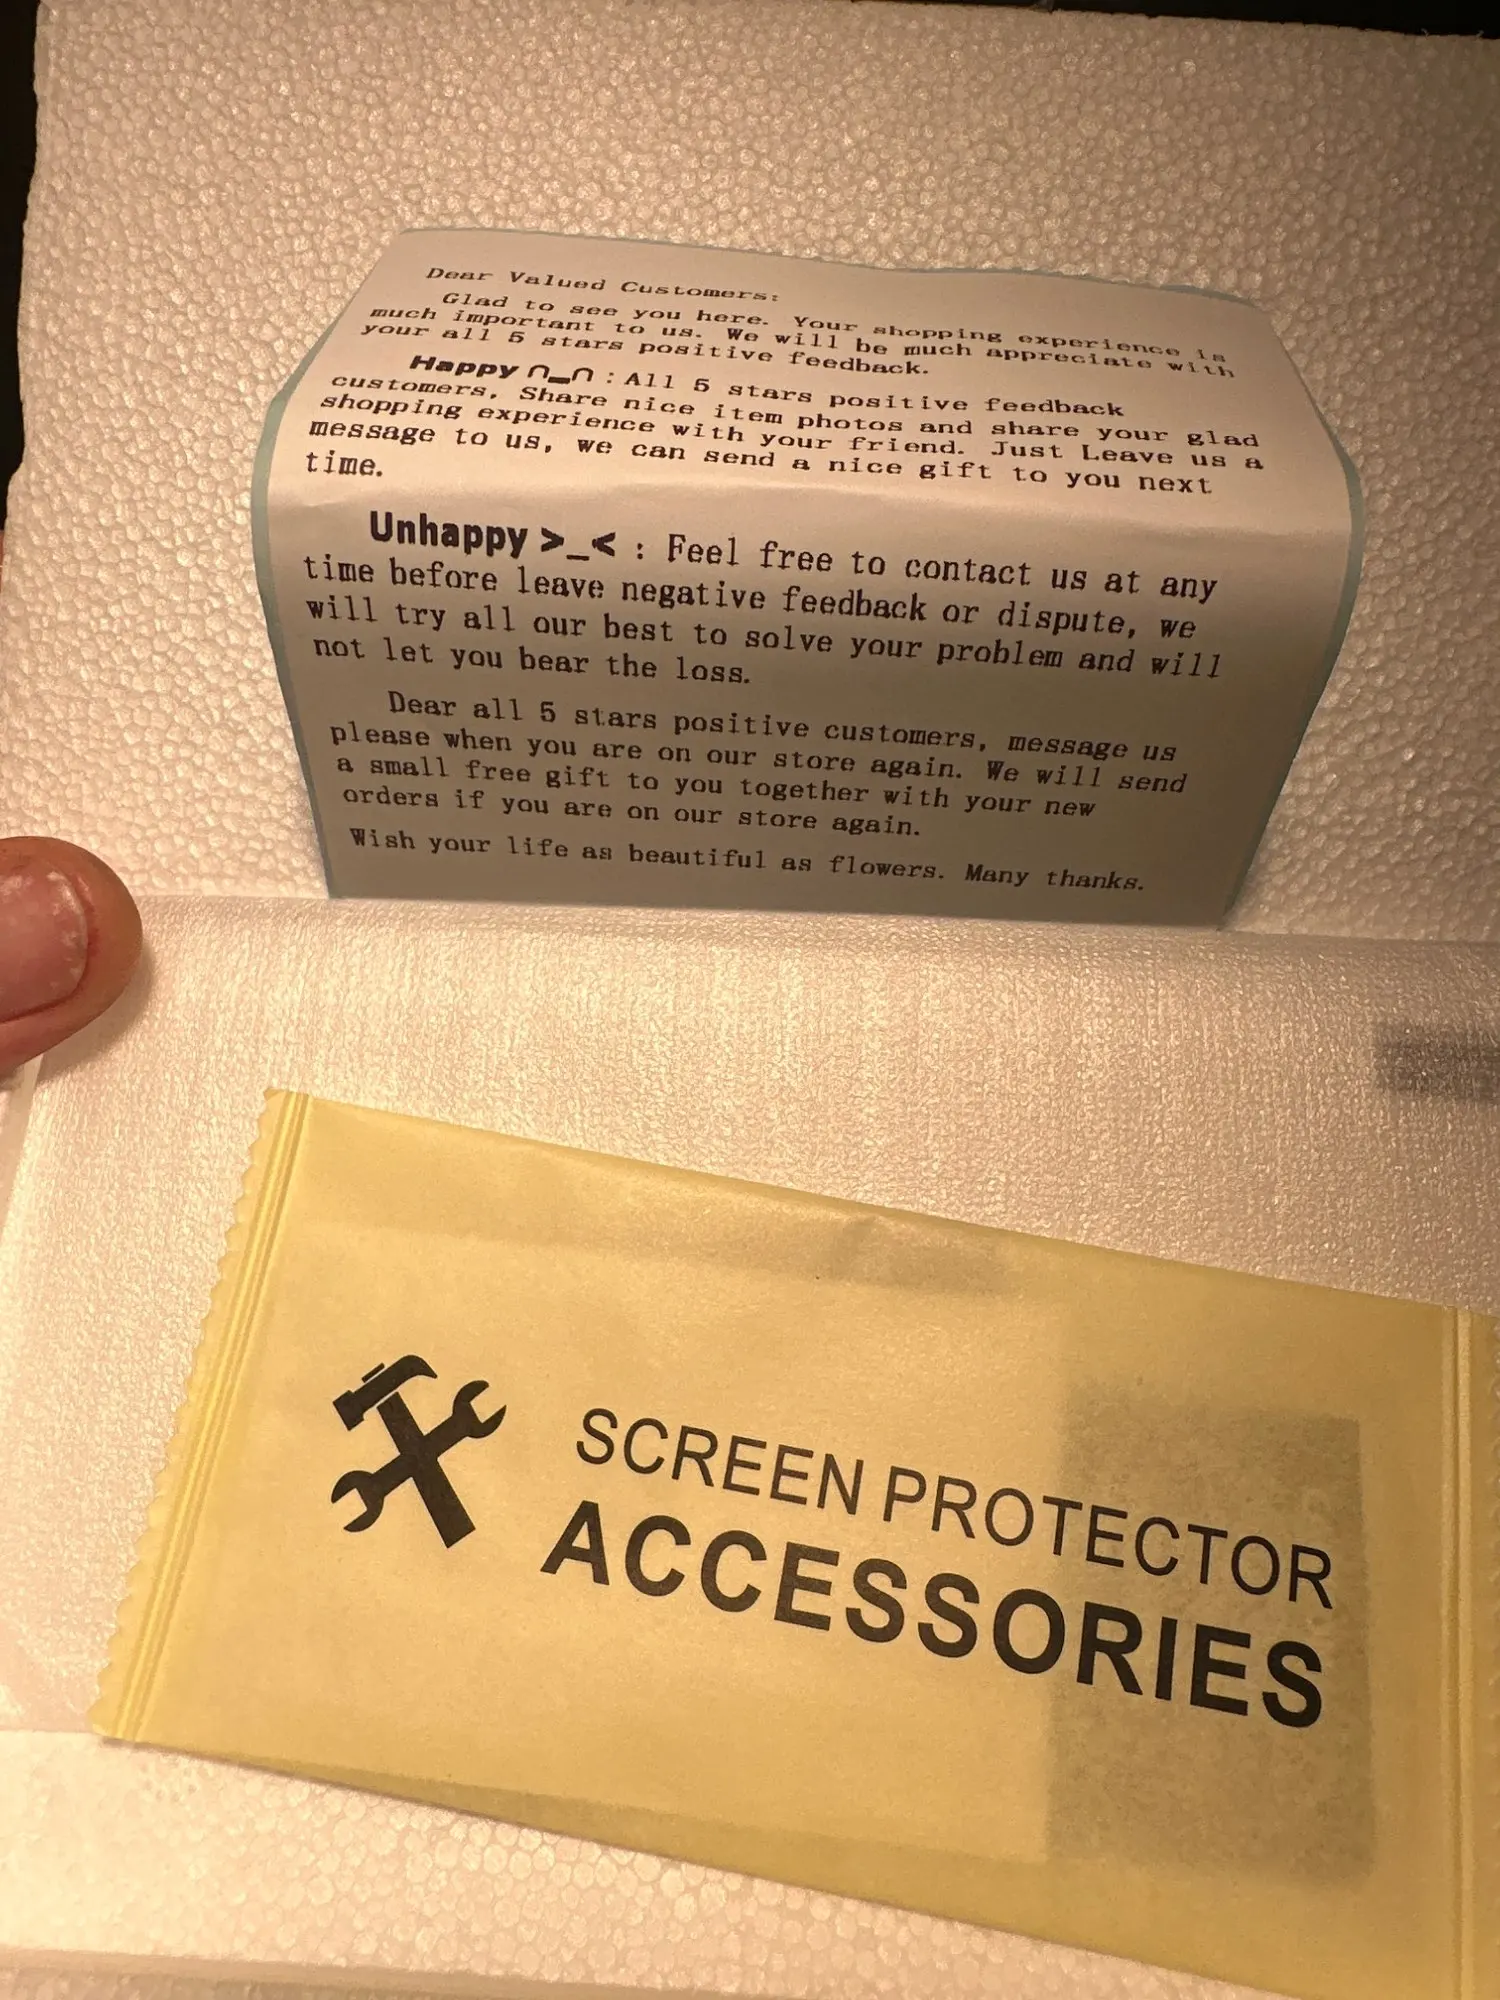 Dear Valued Customers:
Glad to see you here. Your shopping experience is
much important to us. We will be much appreciate with
your all 5 stars positive feedback.
Happy ∩_∩ : All 5 stars positive feedback
customers, Share nice item photos and share your glad
shopping experience with your friend. Just Leave us a
message to us, we can send a nice gift to you next
time.
Unhappy >_< : Feel free to contact us at any
time before leave negative feedback or dispute, we
will try all our best to solve your problem and will
not let you bear the loss.
Dear all 5 stars positive customers, message us
please when you are on our store again. We will send
a small free gift to you together with your new
orders if you are on our store again.
Wish your life as beautiful as flowers. Many thanks.
SCREEN PROTECTOR
ACCESSORIES